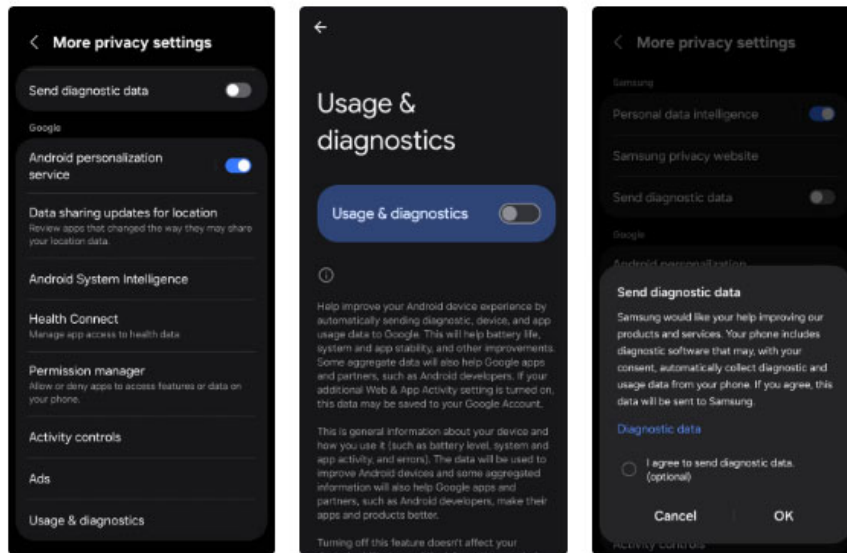 More privacy settings
Send diagnostic data
Google
Android personalization
service
Data sharing updates for location
Review apps that changed the way they may share
your location data.
Android System Intelligence
Health Connect
Manage app access to health data
Permission manager
Allow or deny apps to access features or data on
your phone.
Activity controls
Ads
Usage & diagnostics
Usage &
diagnostics
Usage & diagnostics
Help improve your Android device experience by
automatically sending diagnostic, device, and app
usage data to Google. This will help battery life,
system and app stability, and other improvements.
Some aggregate data will also help Google apps
and partners, such as Android developers. If your
additional Web & App Activity setting is turned on,
this data may be saved to your Google Account.
This is general information about your device and
how you use it (such as battery level, system and
app activity, and errors). The data will be used to
improve Android devices and some aggregated
information will also help Google apps and
partners, such as Android developers, make their
apps and products better.
Turning off this feature doesn't affect your
More privacy settings
Samsung
Personal data intelligence
Samsung privacy website
Send diagnostic data
Google
Android personalization
Send diagnostic data
Samsung would like your help improving our
products and services. Your phone includes
diagnostic software that may, with your
consent, automatically collect diagnostic and
usage data from your phone. If you agree, this
data will be sent to Samsung.
Diagnostic data
I agree to send diagnostic data.
(optional)
Cancel
OK
Activity controls